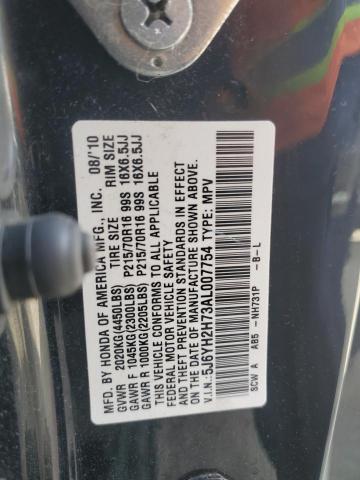 MFD. BY HONDA OF AMERICA MFG., INC. 08/'10
GVWR 2020KG(4450LBS) TIRE SIZE RIM SIZE
GAWR F 1045KG(2300LBS) P215/70R16 99S 16X6.5JJ
GAWR R 1000KG(2205LBS) P215/70R16 99S 16X6.5JJ
THIS VEHICLE CONFORMS TO ALL APPLICABLE
FEDERAL MOTOR VEHICLE SAFETY
AND THEFT PREVENTION STANDARDS IN EFFECT
ON THE DATE OF MANUFACTURE SHOWN ABOVE.
V.I.N.:5J6YH2H73AL007754 TYPE: MPV
SCW A AB5 -NH731P -B-L